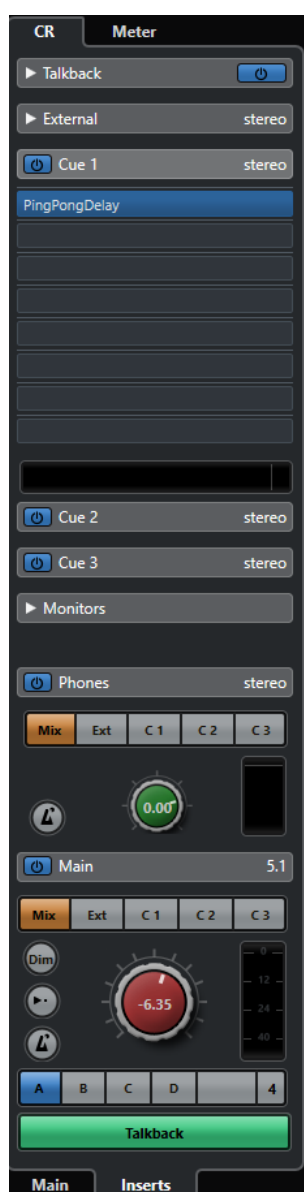 CR Meter
Talkback
External stereo
Cue 1 stereo
PingPongDelay
Cue 2 stereo
Cue 3 stereo
Monitors
Phones stereo
Mix Ext C 1 C 2 C 3
0.00
Main 5.1
Mix Ext C 1 C 2 C 3
Dim
0
12
-6.35
24
40
A B C D 4
Talkback
Main Inserts